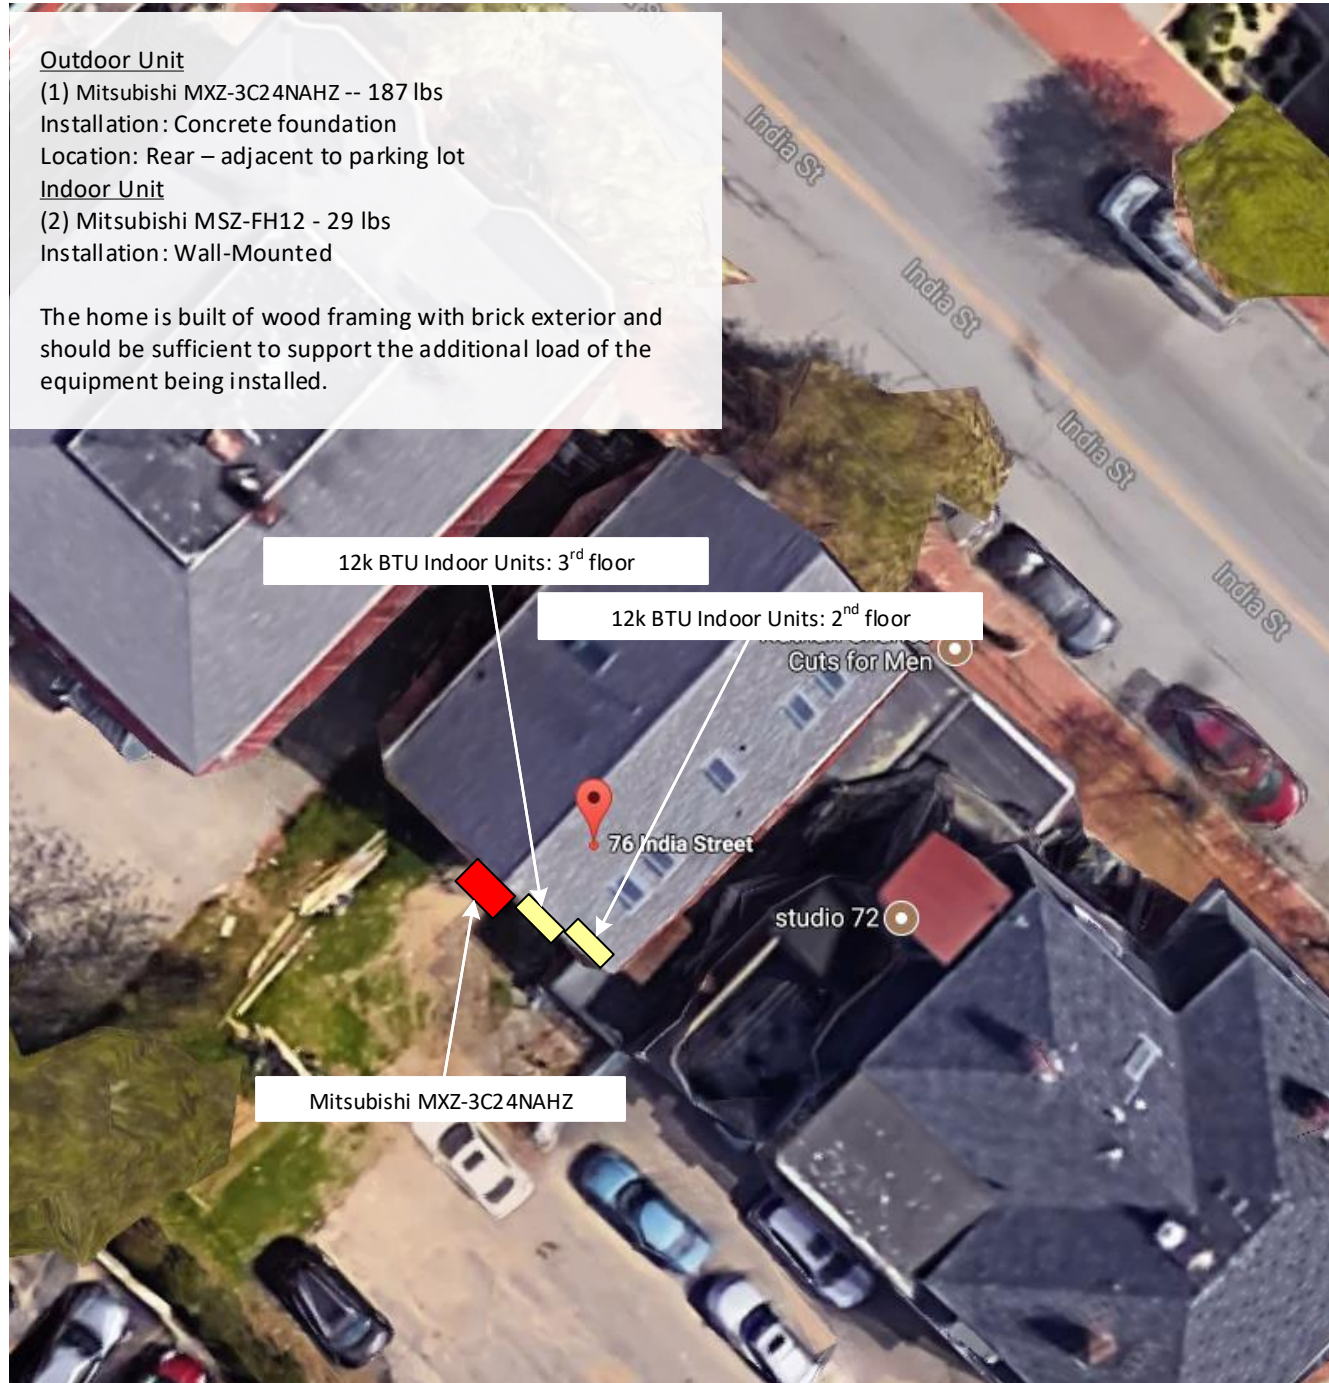 Outdoor Unit
(1) Mitsubishi MXZ-3C24NAHZ -- 187 lbs
Installation: Concrete foundation
Location: Rear – adjacent to parking lot
Indoor Unit
(2) Mitsubishi MSZ-FH12 - 29 lbs
Installation: Wall-Mounted
The home is built of wood framing with brick exterior and
should be sufficient to support the additional load of the
equipment being installed.
India St
India St
India St
India St
12k BTU Indoor Units: 3rd floor
12k BTU Indoor Units: 2nd floor
Cuts for Men
76 India Street
studio 72
Mitsubishi MXZ-3C24NAHZ